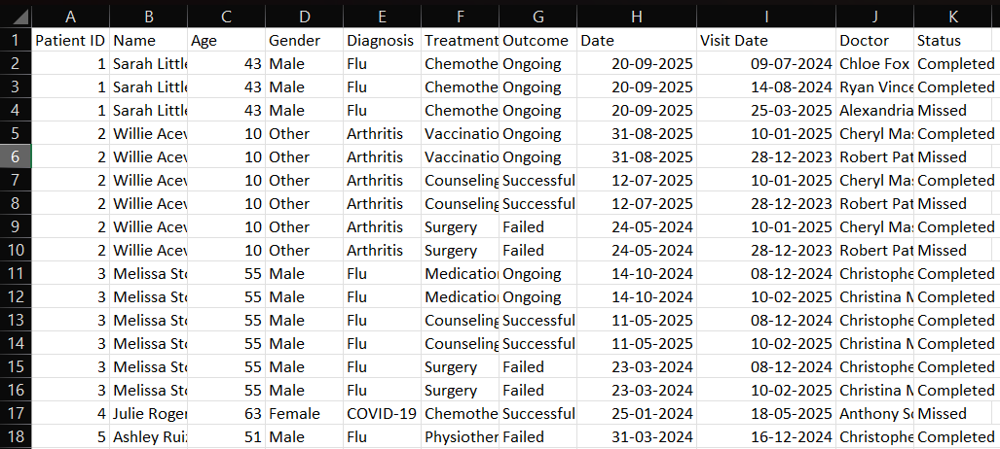 A B C D E F G H I J K
1 Patient ID Name Age Gender Diagnosis Treatment Outcome Date Visit Date Doctor Status
2 1 Sarah Little 43 Male Flu Chemothe Ongoing 20-09-2025 09-07-2024 Chloe Fox Completed
3 1 Sarah Little 43 Male Flu Chemothe Ongoing 20-09-2025 14-08-2024 Ryan Vince Completed
4 1 Sarah Little 43 Male Flu Chemothe Ongoing 20-09-2025 25-03-2025 Alexandria Missed
5 2 Willie Acev 10 Other Arthritis Vaccinatio Ongoing 31-08-2025 10-01-2025 Cheryl Mas Completed
6 2 Willie Acev 10 Other Arthritis Vaccinatio Ongoing 31-08-2025 28-12-2023 Robert Pat Missed
7 2 Willie Acev 10 Other Arthritis Counseling Successful 12-07-2025 10-01-2025 Cheryl Mas Completed
8 2 Willie Acev 10 Other Arthritis Counseling Successful 12-07-2025 28-12-2023 Robert Pat Missed
9 2 Willie Acev 10 Other Arthritis Surgery Failed 24-05-2024 10-01-2025 Cheryl Mas Completed
10 2 Willie Acev 10 Other Arthritis Surgery Failed 24-05-2024 28-12-2023 Robert Pat Missed
11 3 Melissa Sto 55 Male Flu Medicatio Ongoing 14-10-2024 08-12-2024 Christophe Completed
12 3 Melissa Sto 55 Male Flu Medicatio Ongoing 14-10-2024 10-02-2025 Christina M Completed
13 3 Melissa Sto 55 Male Flu Counseling Successful 11-05-2025 08-12-2024 Christophe Completed
14 3 Melissa Sto 55 Male Flu Counseling Successful 11-05-2025 10-02-2025 Christina M Completed
15 3 Melissa Sto 55 Male Flu Surgery Failed 23-03-2024 08-12-2024 Christophe Completed
16 3 Melissa Sto 55 Male Flu Surgery Failed 23-03-2024 10-02-2025 Christina M Completed
17 4 Julie Roger 63 Female COVID-19 Chemothe Successful 25-01-2024 18-05-2025 Anthony Missed
18 5 Ashley Rui 51 Male Flu Physiother Failed 31-03-2024 16-12-2024 Christophe Completed